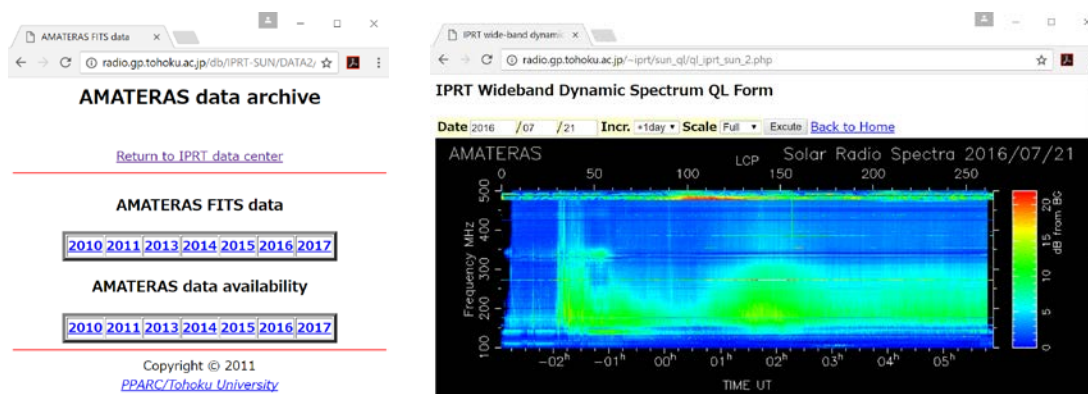 AMATERAS FITS data
radio.gp.tohoku.ac.jp/db/IPRT-SUN/DATA2/
AMATERAS data archive
Return to IPRT data center
AMATERAS FITS data
2010 2011 2013 2014 2015 2016 2017
AMATERAS data availability
2010 2011 2013 2014 2015 2016 2017
Copyright © 2011
PPARC/Tohoku University
IPRT wide-band dynamic
radio.gp.tohoku.ac.jp/~iprt/sun_ql/ql_iprt_sun_2.php
IPRT Wideband Dynamic Spectrum QL Form
Date 2016 /07 /21 Incr. +1day Scale Full Excute Back to Home
AMATERAS LCP Solar Radio Spectra 2016/07/21
0 50 100 150 200 250
500
400
300
200
100
Frequency MHz
-02h -01h 00h 01h 02h 03h 04h 05h
TIME UT
20
15
10
5
0
dB from BG